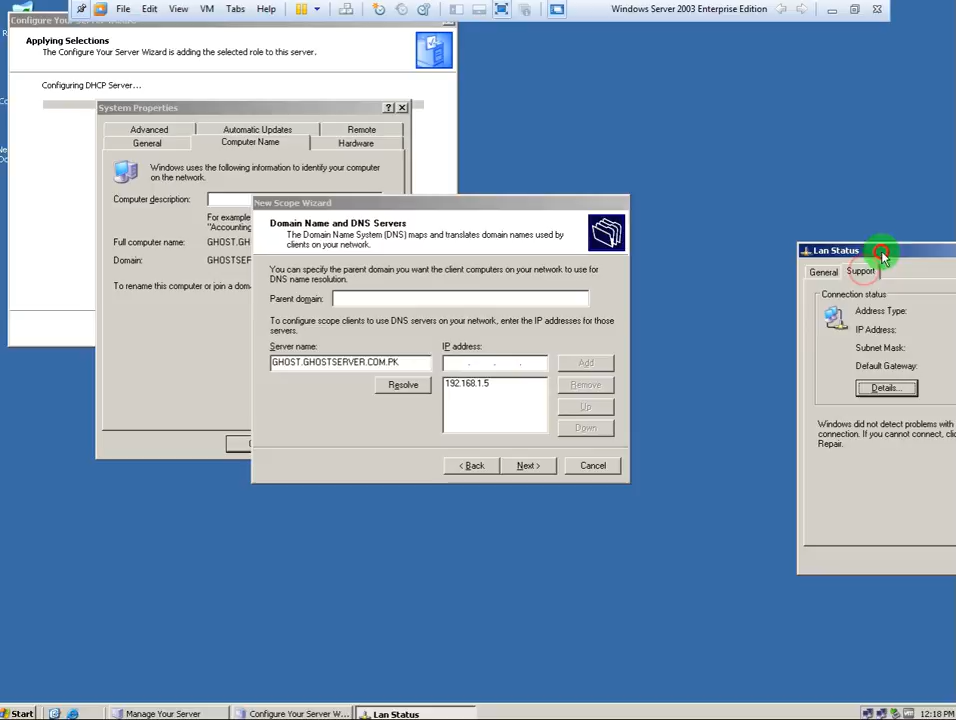 File Edit View VM Tabs Help
Windows Server 2003 Enterprise Edition
Applying Selections
The Configure Your Server Wizard is adding the selected role to this server.
Configuring DHCP Server...
System Properties
Advanced Automatic Updates Remote
General Computer Name Hardware
Windows uses the following information to identify your computer
on the network.
Computer description:
For example
"Accounting
Full computer name: GHOST.GH
Domain: GHOSTSEF
To rename this computer or join a doma
New Scope Wizard
Domain Name and DNS Servers
The Domain Name System (DNS) maps and translates domain names used by
clients on your network.
You can specify the parent domain you want the client computers on your network to use for
DNS name resolution.
Parent domain:
To configure scope clients to use DNS servers on your network, enter the IP addresses for those
servers.
Server name: IP address:
GHOST.GHOSTSERVER.COM.PK . . . Add
Resolve 192.168.1.5 Remove
Up
Down
< Back Next > Cancel
Lan Status
General Support
Connection status
Address Type:
IP Address:
Subnet Mask:
Default Gateway:
Details...
Windows did not detect problems with
connection. If you cannot connect, clic
Repair.
Start Manage Your Server Configure Your Server W... Lan Status 12:18 PM